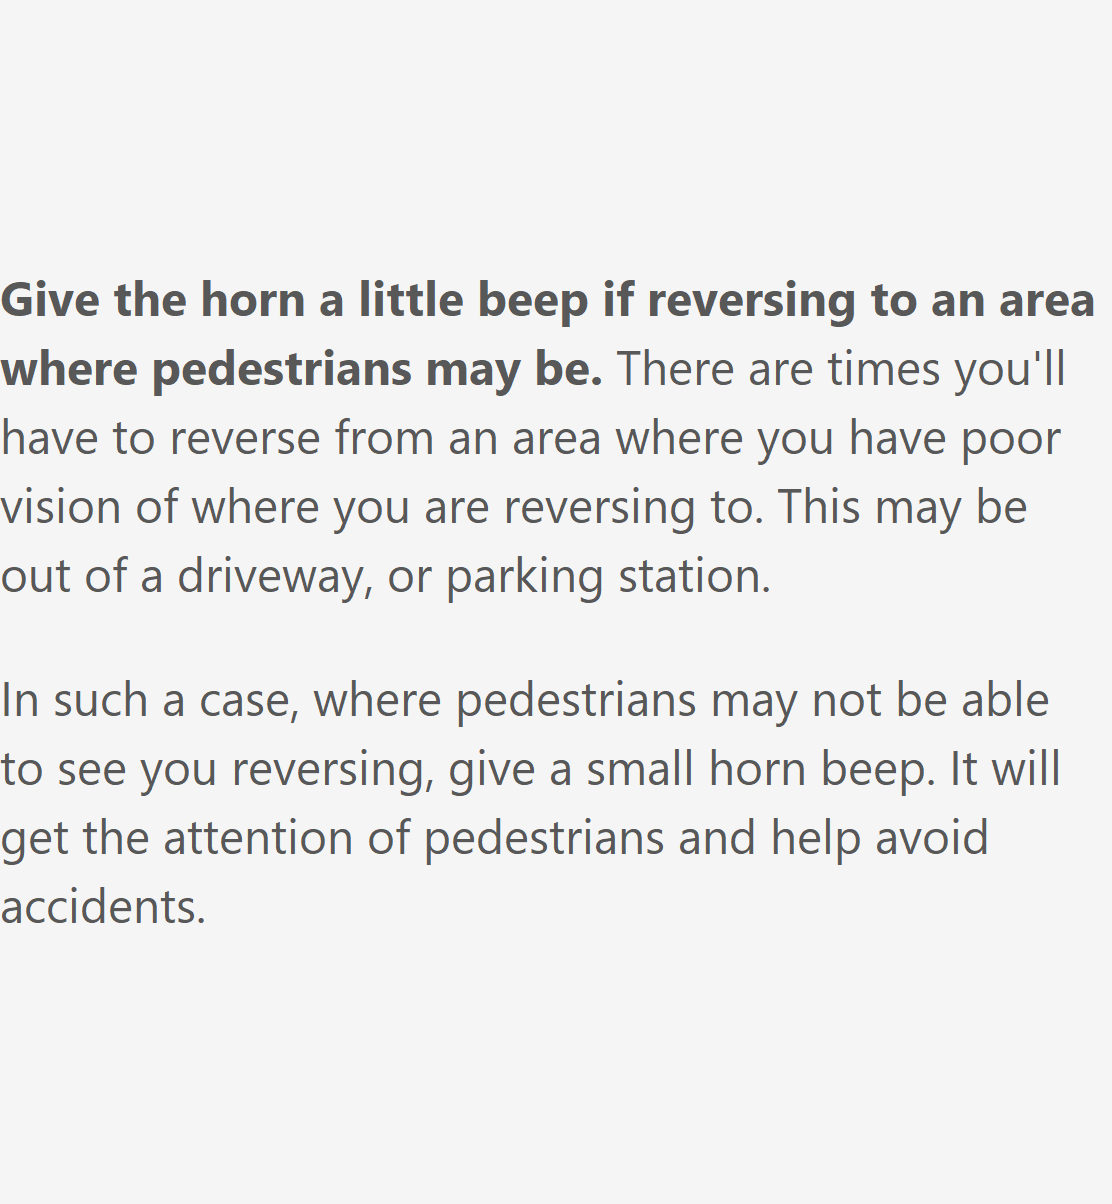 Give the horn a little beep if reversing to an area
where pedestrians may be. There are times you'll
have to reverse from an area where you have poor
vision of where you are reversing to. This may be
out of a driveway, or parking station.
In such a case, where pedestrians may not be able
to see you reversing, give a small horn beep. It will
get the attention of pedestrians and help avoid
accidents.